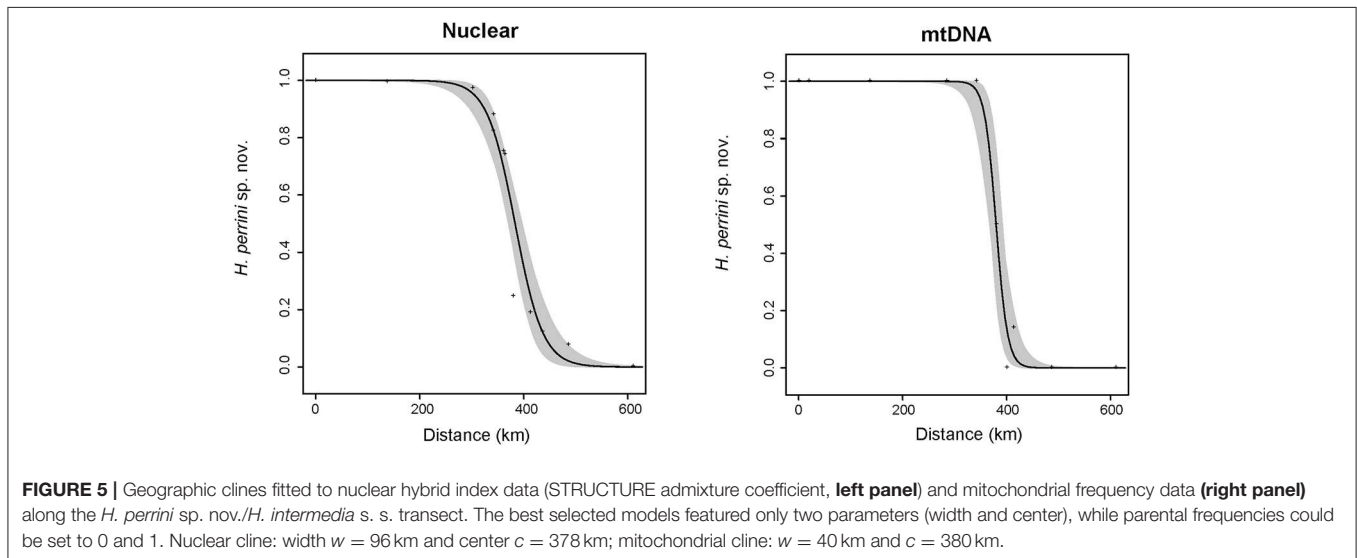 Nuclear
H. perrini sp. nov.
1.0
0.8
0.6
0.4
0.2
0.0
0
200
400
600
Distance (km)
mtDNA
H. perrini sp. nov.
1.0
0.8
0.6
0.4
0.2
0.0
0
200
400
600
Distance (km)
FIGURE 5 | Geographic clines fitted to nuclear hybrid index data (STRUCTURE admixture coefficient, left panel) and mitochondrial frequency data (right panel)
along the H. perrini sp. nov./H. intermedia s. s. transect. The best selected models featured only two parameters (width and center), while parental frequencies could
be set to 0 and 1. Nuclear cline: width w = 96 km and center c = 378 km; mitochondrial cline: w = 40 km and c = 380 km.